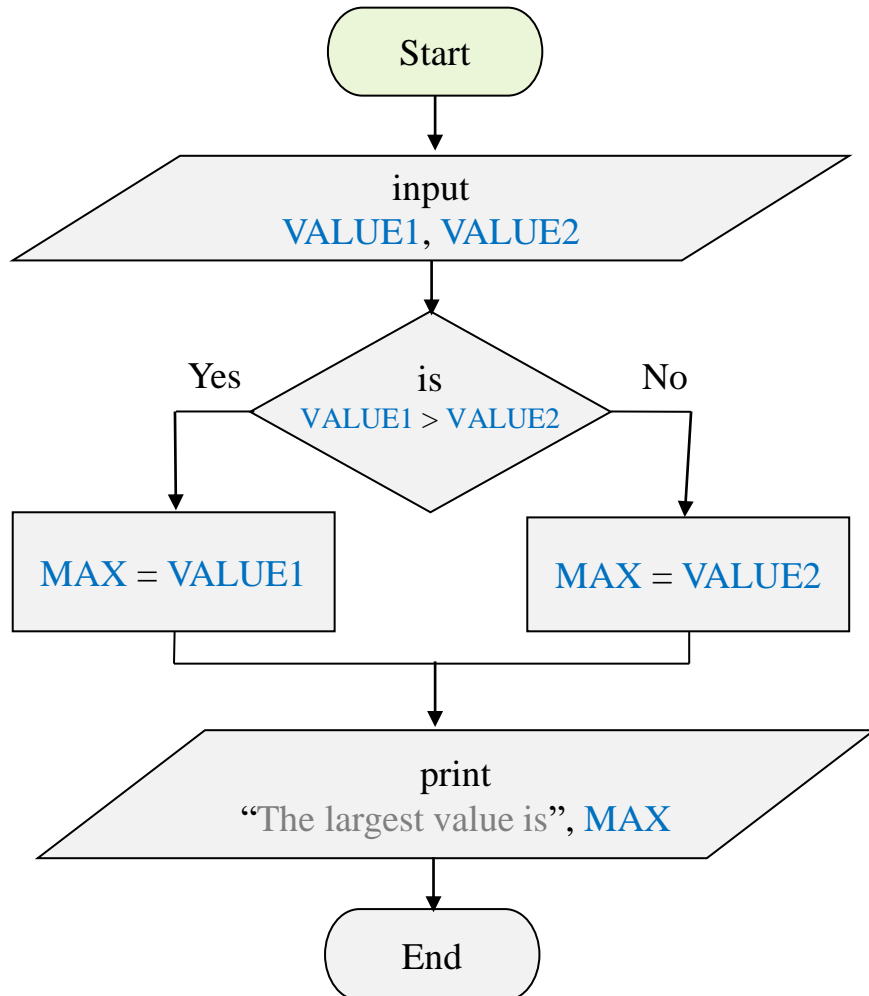 Start
input
VALUE1, VALUE2
Yes
is
No
VALUE1 > VALUE2
MAX = VALUE1
MAX = VALUE2
print
“The largest value is”, MAX
End